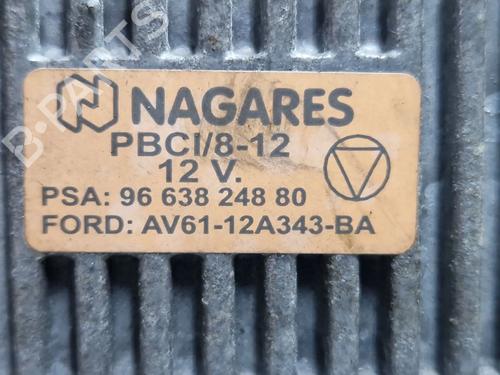 B-PARTS
NAGARES
PBCI/8-12
12 V.
PSA: 96 638 248 80
FORD: AV61-12A343-BA